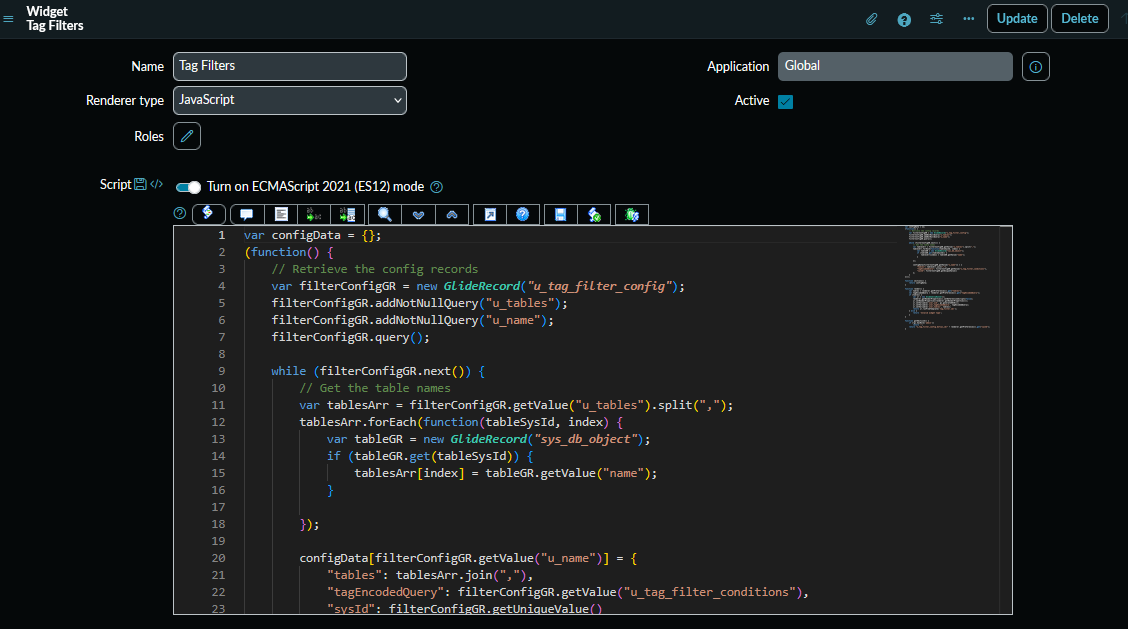 Widget
Tag Filters
Update
Delete
Name
Tag Filters
Application
Global
Renderer type
JavaScript
Active
Roles
Script
Turn on ECMAScript 2021 (ES12) mode
1 var configData = {};
2 (function() {
3 // Retrieve the config records
4 var filterConfigGR = new GlideRecord("u_tag_filter_config");
5 filterConfigGR.addNotNullQuery("u_tables");
6 filterConfigGR.addNotNullQuery("u_name");
7 filterConfigGR.query();
8
9 while (filterConfigGR.next()) {
10 // Get the table names
11 var tablesArr = filterConfigGR.getValue("u_tables").split(",");
12 tablesArr.forEach(function(tableSysId, index) {
13 var tableGR = new GlideRecord("sys_db_object");
14 if (tableGR.get(tableSysId)) {
15 tablesArr[index] = tableGR.getValue("name");
16 }
17
18 });
19
20 configData[filterConfigGR.getValue("u_name")] = {
21 "tables": tablesArr.join(","),
22 "tagEncodedQuery": filterConfigGR.getValue("u_tag_filter_conditions"),
23 "sysId": filterConfigGR.getUniqueValue()